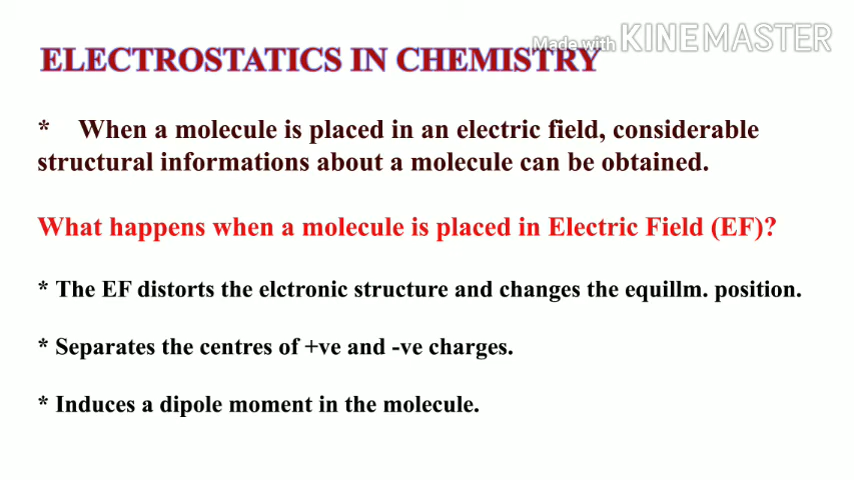 Made with KINEMASTER
ELECTROSTATICS IN CHEMISTRY
* When a molecule is placed in an electric field, considerable
structural informations about a molecule can be obtained.
What happens when a molecule is placed in Electric Field (EF)?
* The EF distorts the elctronic structure and changes the equillm. position.
* Separates the centres of +ve and -ve charges.
* Induces a dipole moment in the molecule.